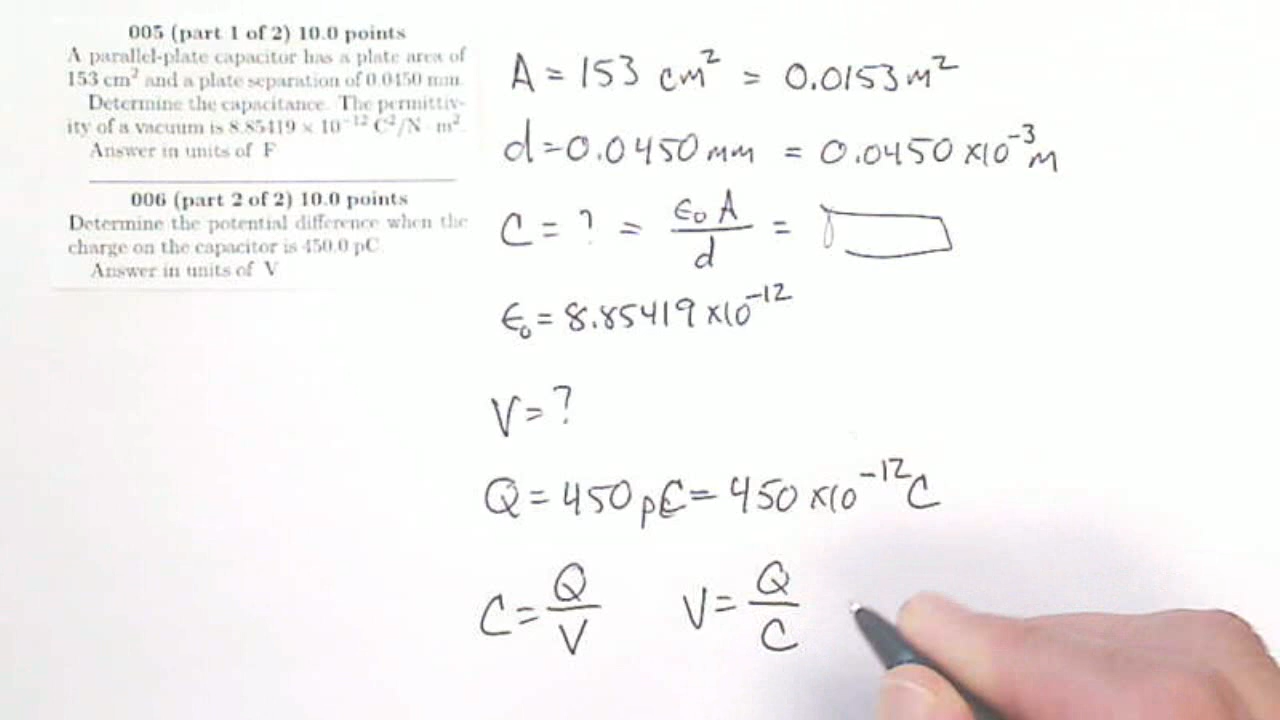 005 (part 1 of 2) 10.0 points
A parallel-plate capacitor has a plate area of
153 cm² and a plate separation of 0.0450 mm.
Determine the capacitance. The permittiv-
ity of a vacuum is 8.85419 × 10⁻¹² C²/N · m².
Answer in units of F
006 (part 2 of 2) 10.0 points
Determine the potential difference when the
charge on the capacitor is 450.0 pC.
Answer in units of V
A = 153 cm² = 0.0153 m²
d = 0.0450 mm = 0.0450 × 10⁻³ m
C = ? = ε₀ A / d =
ε₀ = 8.85419 × 10⁻¹²
V = ?
Q = 450 pC = 450 × 10⁻¹² C
C = Q / V   V = Q / C